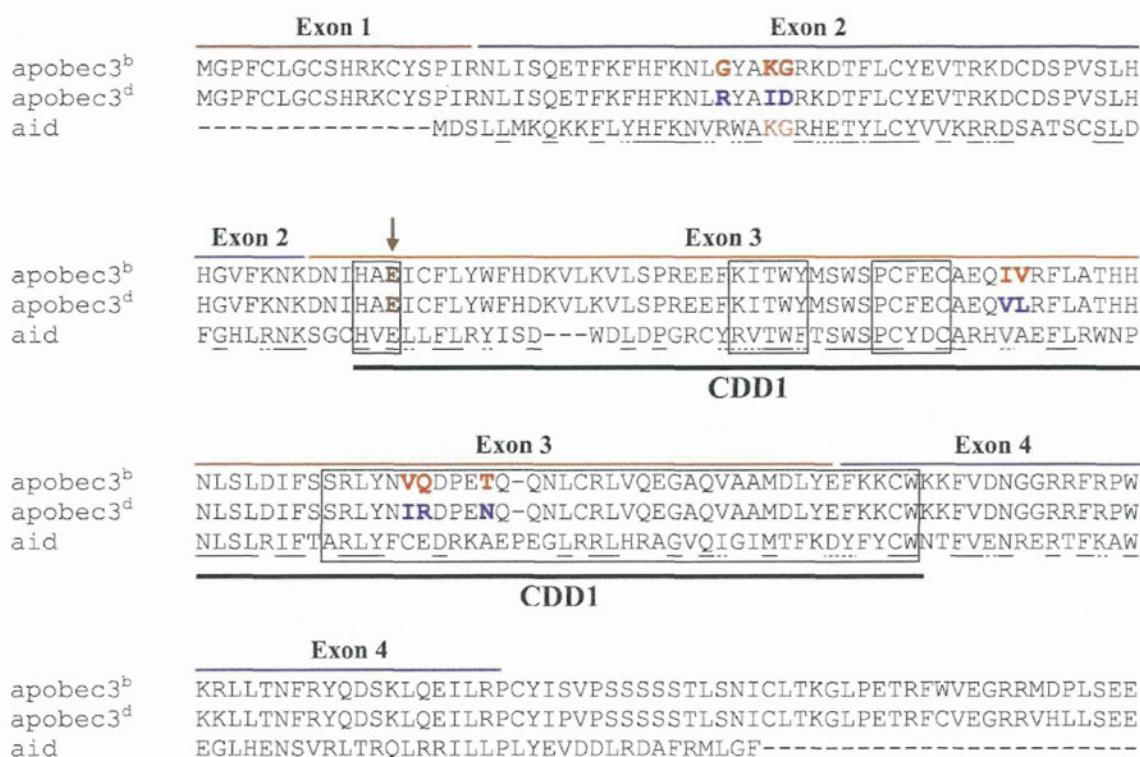 Exon 1 Exon 2
apobec3b MGPFCLGCSHRKCYSPIRNLISQETFKFHFKNLGYAKGRKDTFLCYEVTRKDCDSPVSLH
apobec3d MGPFCLGCSHRKCYSPIRNLISQETFKFHFKNLRYAIDRKDTFLCYEVTRKDCDSPVSLH
aid ---------------MDSLLMKQKKFLYHFKNVRWAKGRHETYLCYVVKRRDSATSCSLD
Exon 2 Exon 3
apobec3b HGVFKNKDNIHAEICFLYWFHDKVLKVLSPREEFKITWYMSWSPCFECAEQIVRFLATHH
apobec3d HGVFKNKDNIHAEICFLYWFHDKVLKVLSPREEFKITWYMSWSPCFECAEQVLRFLATHH
aid FGHLRNKSGCHVELLFLRYISD---WDLDPGRCYRVTWFTSWSPCYDCARHVAEFLRWNP
CDD1
Exon 3 Exon 4
apobec3b NLSLDIFSSRLYNVQDPETQ-QNLCRLVQEGAQVAAMDLYEFKKCWKKFVDNGGRRFRPW
apobec3d NLSLDIFSSRLYNIRDPENQ-QNLCRLVQEGAQVAAMDLYEFKKCWKKFVDNGGRRFRPW
aid NLSLRIFTARLYFCEDRKAEPEGLRRLHRAGVQIGIMTFKDYFYCWNTFVENRERTFKAW
CDD1
Exon 4
apobec3b KRLLTNFRYQDSKLQEILRPCYISVPSSSSSTLSNICLTKGLPETRFWVEGRRMDPLSEE
apobec3d KKLLTNFRYQDSKLQEILRPCYIPVPSSSSSTLSNICLTKGLPETRFCVEGRRVHLLSEE
aid EGLHENSVRLTRQLRRILLPLYEVDDLRDAFRMLGF------------------------